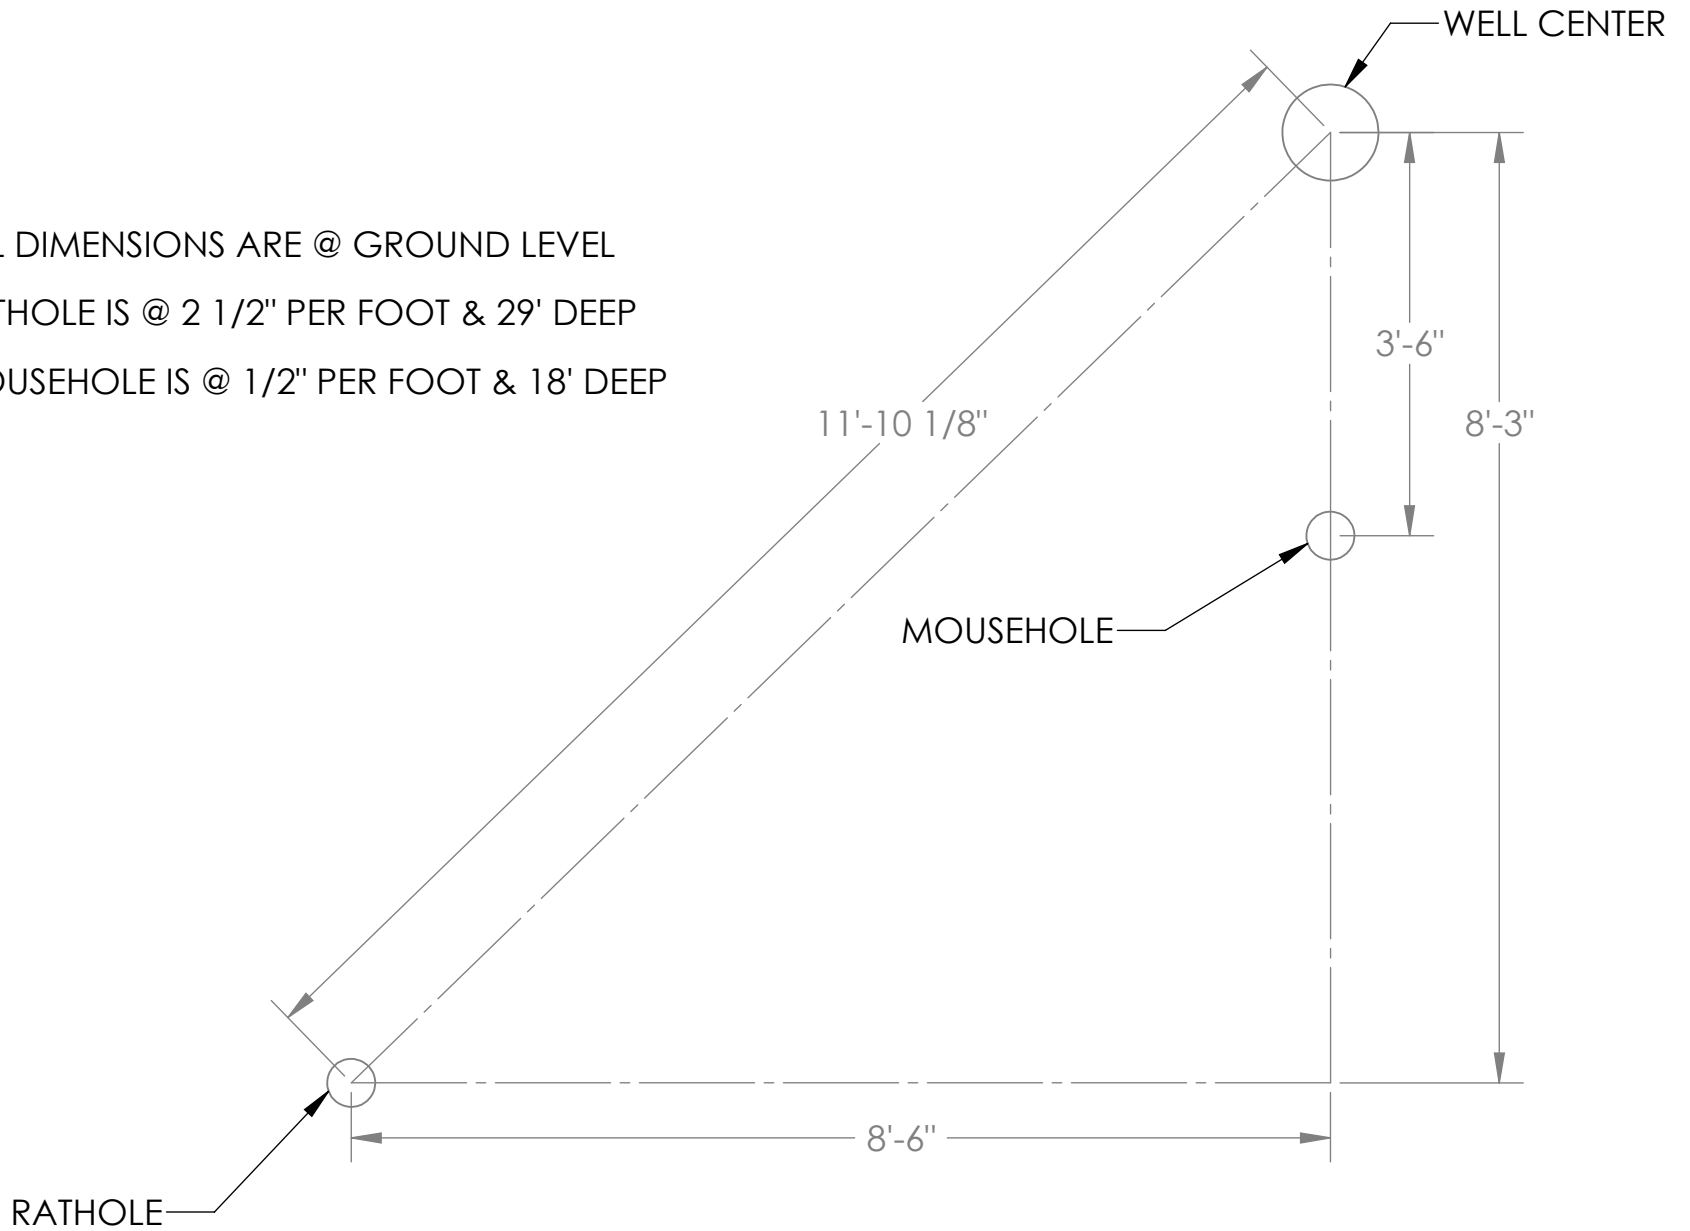 WELL CENTER
L DIMENSIONS ARE @ GROUND LEVEL
THOLE IS @ 2 1/2" PER FOOT & 29' DEEP
3'-6"
OUSEHOLE IS @ 1/2" PER FOOT & 18' DEEP
11'-10 1/8"
8'-3"
MOUSEHOLE
8'-6"
RATHOLE